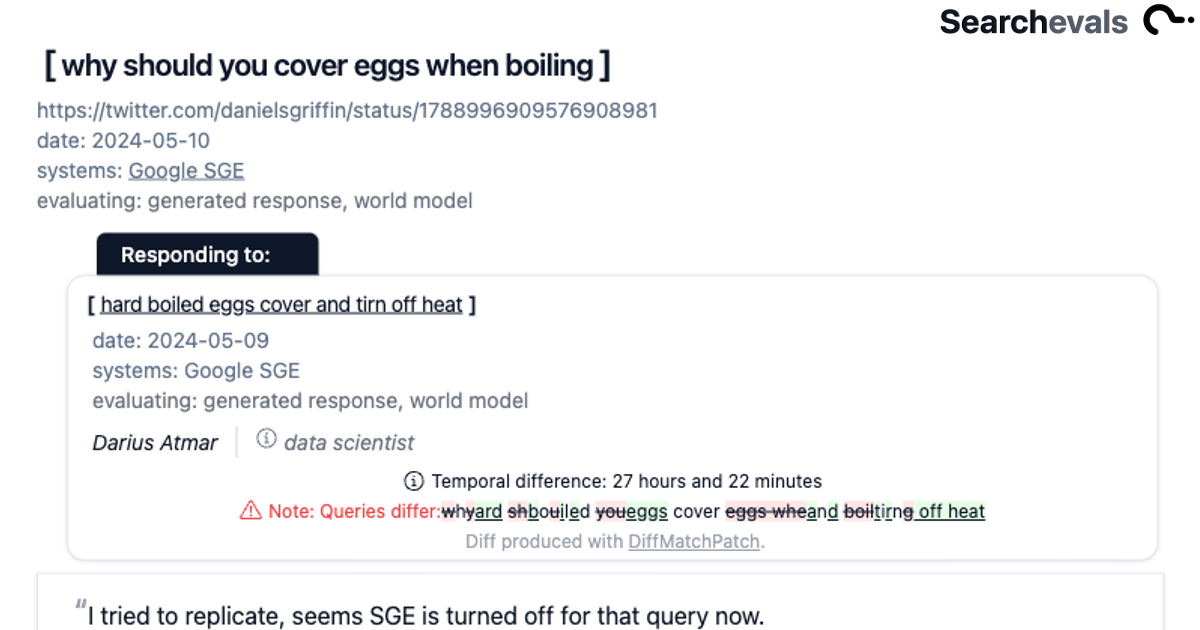 Searchevals
[ why should you cover eggs when boiling ]
https://twitter.com/danielsgriffin/status/1788996909576908981
date: 2024-05-10
systems: Google SGE
evaluating: generated response, world model
Responding to:
[ hard boiled eggs cover and tirn off heat ]
date: 2024-05-09
systems: Google SGE
evaluating: generated response, world model
Darius Atmar | ⓘ data scientist
ⓘ Temporal difference: 27 hours and 22 minutes
⚠ Note: Queries differ:whyard shbouiled youeggs cover eggs wheand boiltirng off heat
Diff produced with DiffMatchPatch.
“I tried to replicate, seems SGE is turned off for that query now.